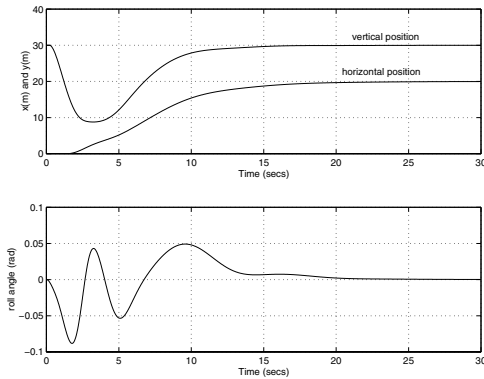 x(m) and y(m)
40
30
20
10
0
vertical position
horizontal position
0 5 10 15 20 25 30
Time (secs)
roll angle (rad)
0.1
0.05
0
−0.05
−0.1
0 5 10 15 20 25 30
Time (secs)